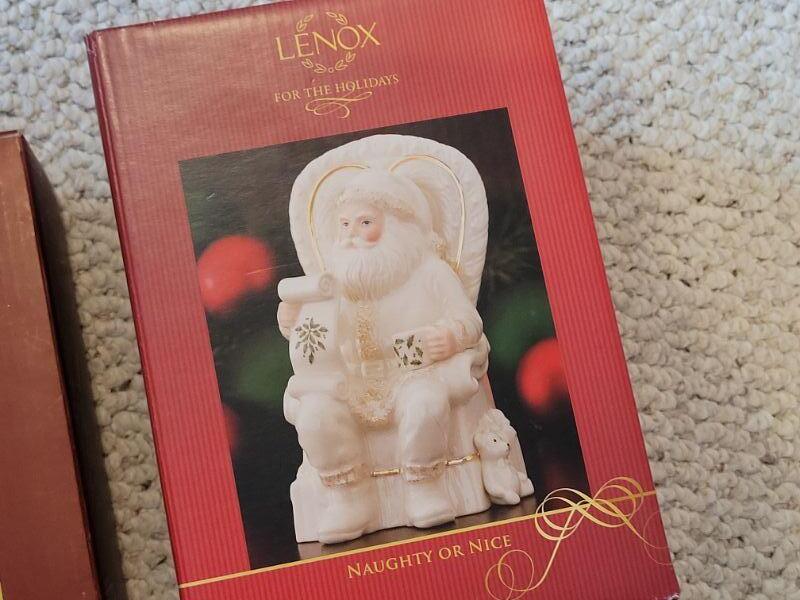 LENOX
FOR THE HOLIDAYS
NAUGHTY OR NICE